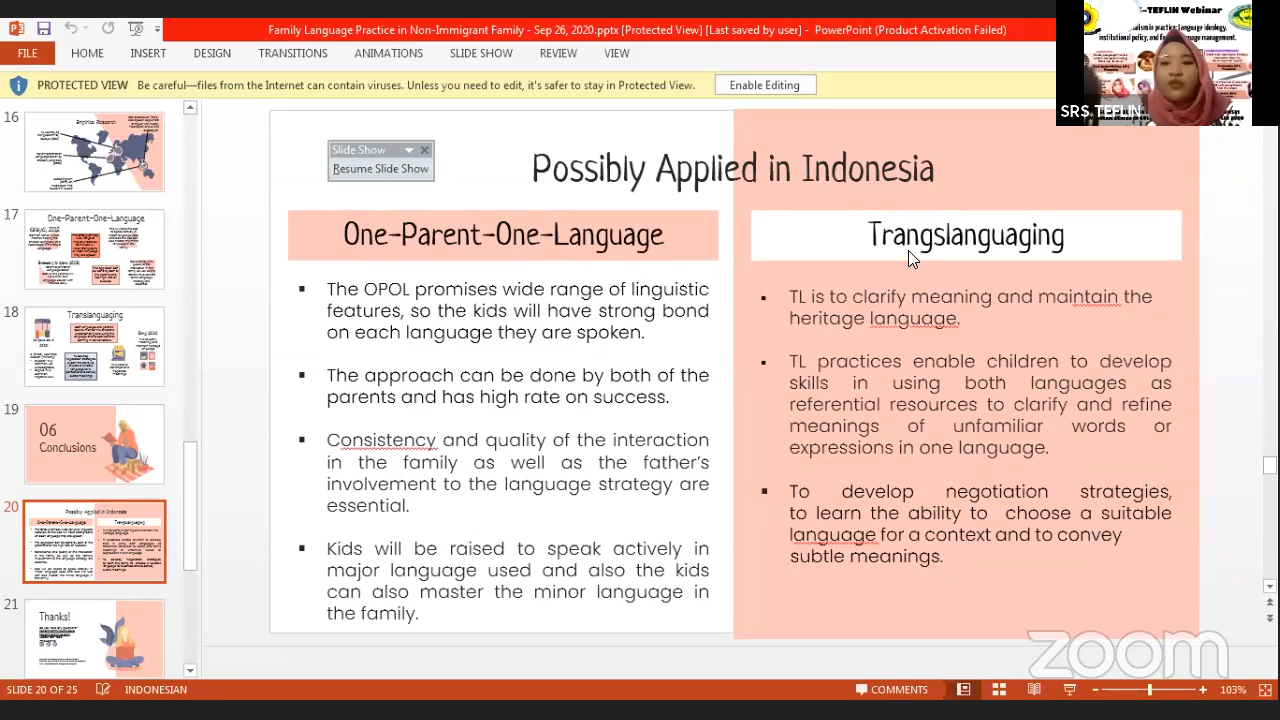 Family Language Practice in Non-Immigrant Family - Sep 26, 2020.pptx [Protected View] [Last saved by user] - PowerPoint (Product Activation Failed)
FILE HOME INSERT DESIGN TRANSITIONS ANIMATIONS SLIDE SHOW REVIEW VIEW
PROTECTED VIEW Be careful—files from the Internet can contain viruses. Unless you need to edit, it's safer to stay in Protected View. Enable Editing
-TEFLIN Webinar
SRS TEFLIN
16
Empirical Research
17
One-Parent-One-Language
18
Translanguaging
19
06
Conclusions
20
Possibly Applied in Indonesia
One-Parent-One-Language
Trangslanguaging
21
Thanks!
Slide Show
Resume Slide Show
Possibly Applied in Indonesia
One-Parent-One-Language
The OPOL promises wide range of linguistic
features, so the kids will have strong bond
on each language they are spoken.
The approach can be done by both of the
parents and has high rate on success.
Consistency and quality of the interaction
in the family as well as the father's
involvement to the language strategy are
essential.
Kids will be raised to speak actively in
major language used and also the kids
can also master the minor language in
the family.
Trangslanguaging
TL is to clarify meaning and maintain the
heritage language.
TL practices enable children to develop
skills in using both languages as
referential resources to clarify and refine
meanings of unfamiliar words or
expressions in one language.
To develop negotiation strategies,
to learn the ability to choose a suitable
language for a context and to convey
subtle meanings.
zoom
SLIDE 20 OF 25 INDONESIAN COMMENTS 103%